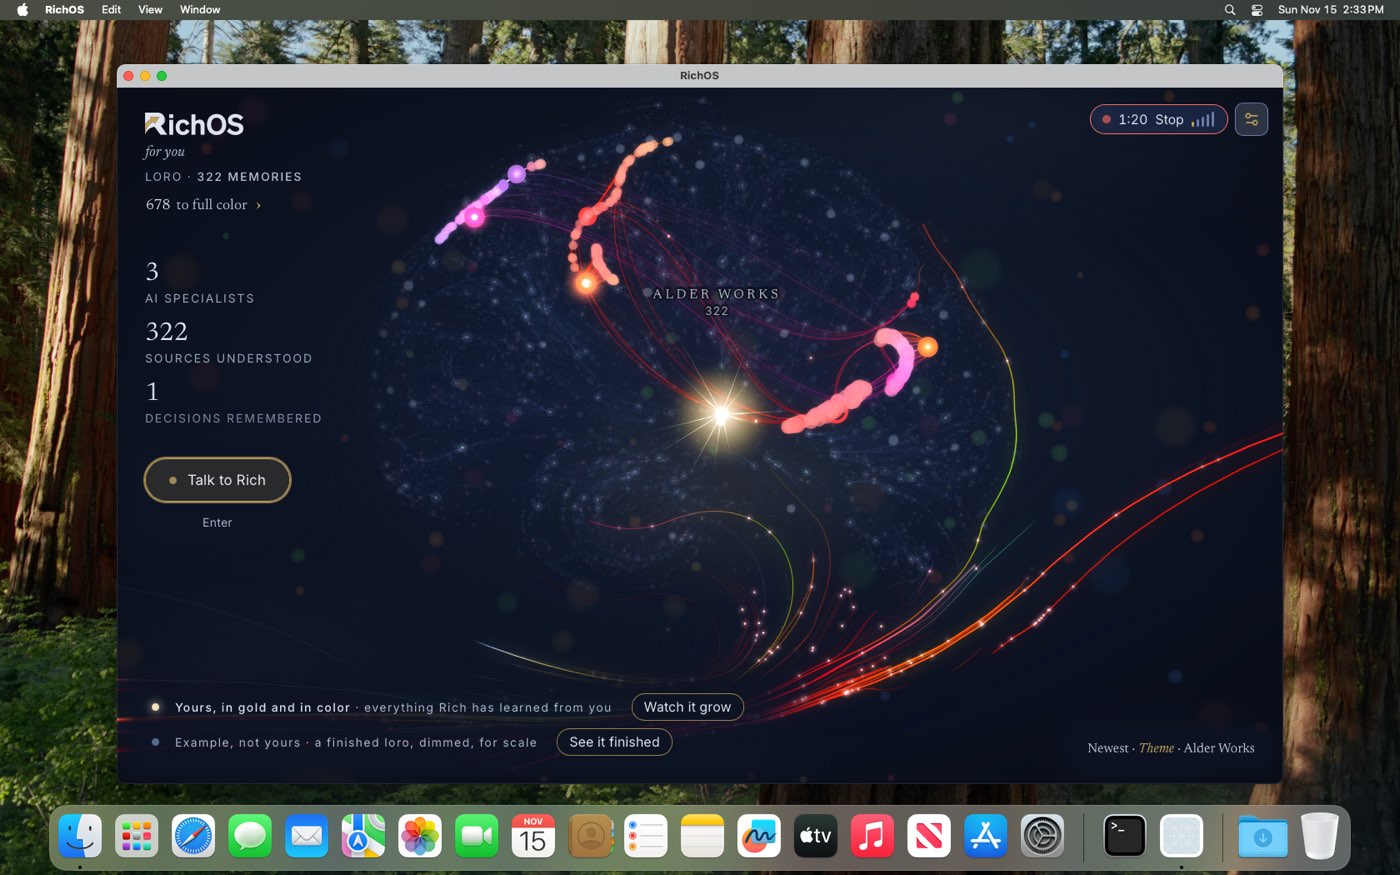 RichOS Edit View Window
Sun Nov 15 2:33 PM
RichOS
RichOS
for you
LORO · 322 MEMORIES
678 to full color ›
3
AI SPECIALISTS
322
SOURCES UNDERSTOOD
1
DECISIONS REMEMBERED
Talk to Rich
Enter
1:20 Stop
ALDER WORKS
322
Yours, in gold and in color · everything Rich has learned from you
Watch it grow
Example, not yours · a finished loro, dimmed, for scale
See it finished
Newest · Theme · Alder Works
NOV
15
tv
>_